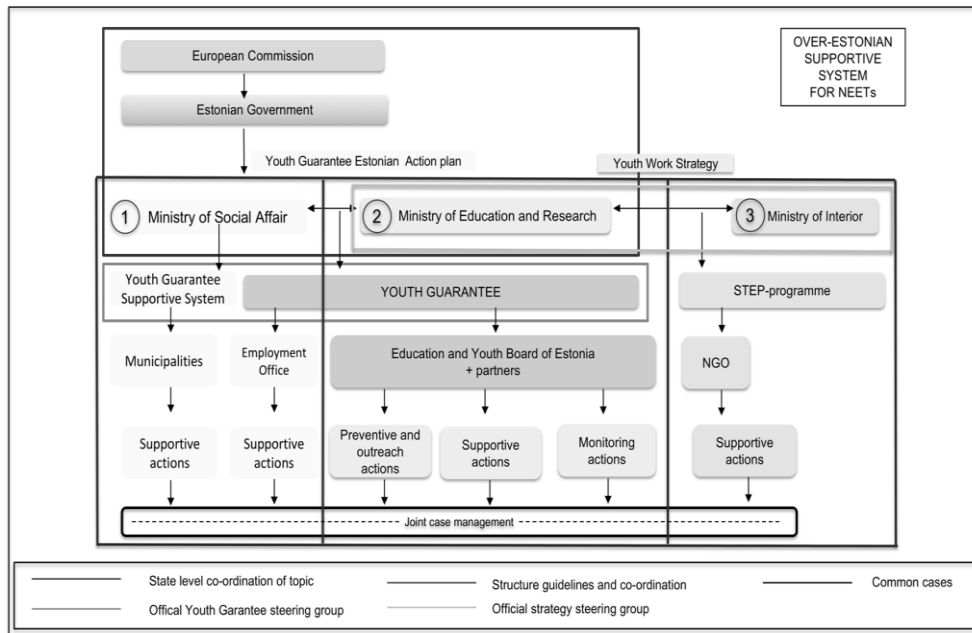 European Commission
OVER-ESTONIAN
SUPPORTIVE
SYSTEM
FOR NEETs
Estonian Government
Youth Guarantee Estonian Action plan
Youth Work Strategy
1
Ministry of Social Affair
2
Ministry of Education and Research
3
Ministry of Interior
Youth Guarantee
Supportive System
YOUTH GUARANTEE
STEP-programme
Municipalities
Employment
Office
Education and Youth Board of Estonia
+ partners
NGO
Supportive
actions
Supportive
actions
Preventive and
outreach
actions
Supportive
actions
Monitoring
actions
Supportive
actions
Joint case management
State level co-ordination of topic
Structure guidelines and co-ordination
Common cases
Offical Youth Garantee steering group
Official strategy steering group